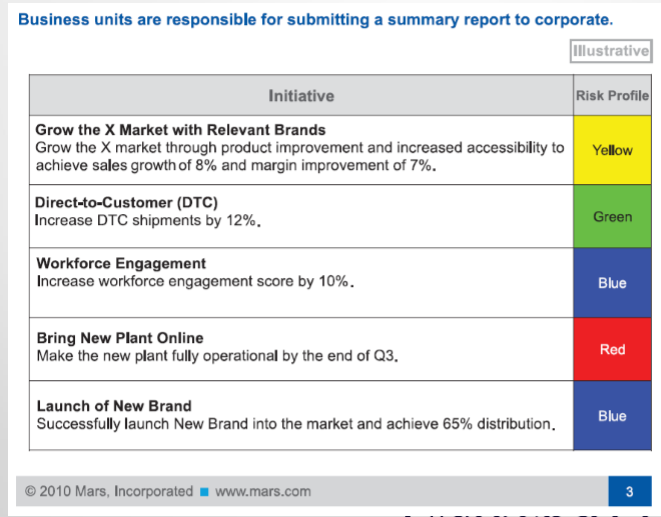 Business units are responsible for submitting a summary report to corporate.
Illustrative
Initiative
Risk Profile
Grow the X Market with Relevant Brands
Grow the X market through product improvement and increased accessibility to
achieve sales growth of 8% and margin improvement of 7%.
Yellow
Direct-to-Customer (DTC)
Increase DTC shipments by 12%.
Green
Workforce Engagement
Increase workforce engagement score by 10%.
Blue
Bring New Plant Online
Make the new plant fully operational by the end of Q3.
Red
Launch of New Brand
Successfully launch New Brand into the market and achieve 65% distribution.
Blue
© 2010 Mars, Incorporated ■ www.mars.com
3